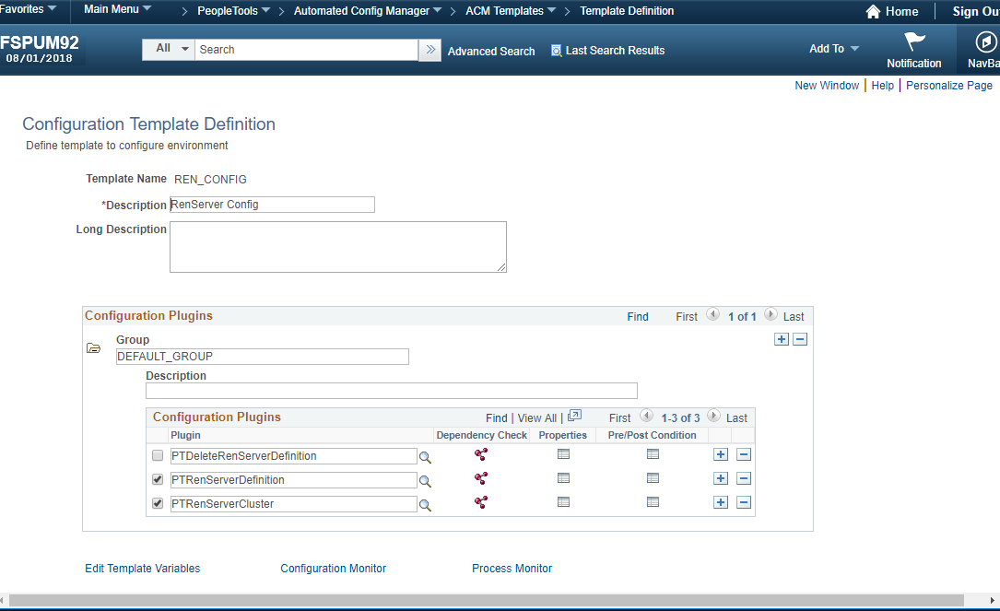 Favorites Main Menu > PeopleTools > Automated Config Manager > ACM Templates > Template Definition Home Sign Ou
FSPUM92
08/01/2018
All Search Advanced Search Last Search Results Add To Notification NavBa
New Window | Help | Personalize Page
Configuration Template Definition
Define template to configure environment
Template Name REN_CONFIG
*Description RenServer Config
Long Description
Configuration Plugins Find First 1 of 1 Last
Group
DEFAULT_GROUP
Description
Configuration Plugins Find | View All | First 1-3 of 3 Last
Plugin Dependency Check Properties Pre/Post Condition
PTDeleteRenServerDefinition
PTRenServerDefinition
PTRenServerCluster
Edit Template Variables Configuration Monitor Process Monitor